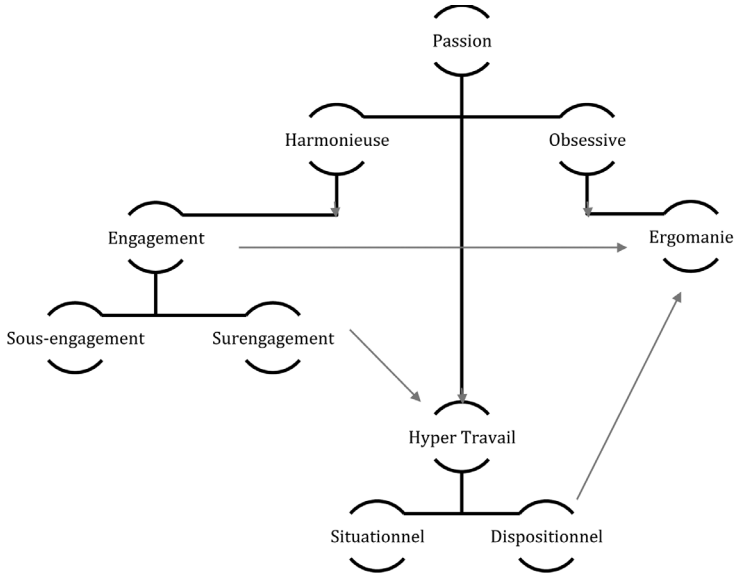 Passion
Harmonieuse
Obsessive
Engagement
Ergomanie
Sous-engagement
Surengagement
Hyper Travail
Situationnel
Dispositionnel